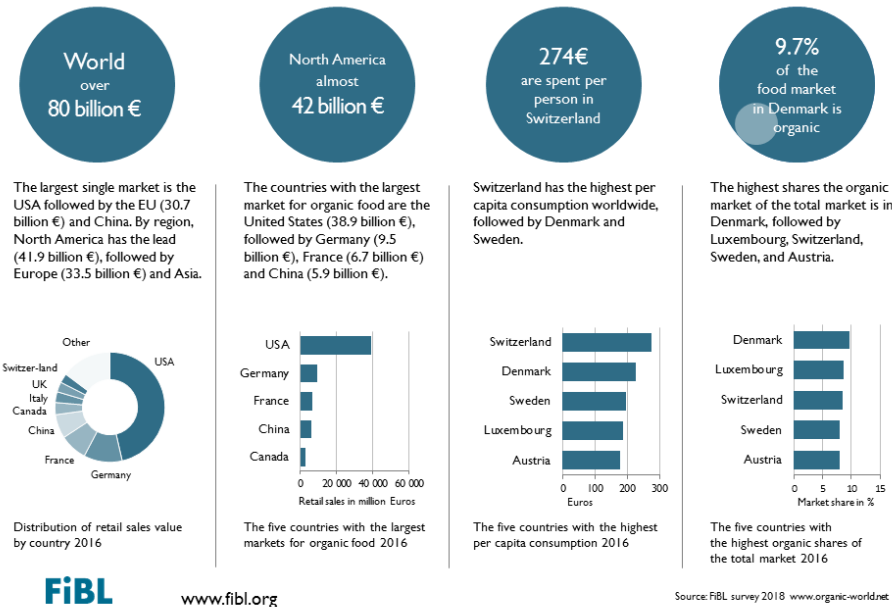 World
over
80 billion €
North America
almost
42 billion €
274€
are spent per
person in
Switzerland
9.7%
of the
food market
in Denmark is
organic
The largest single market is the
USA followed by the EU (30.7
billion €) and China. By region,
North America has the lead
(41.9 billion €), followed by
Europe (33.5 billion €) and Asia.
The countries with the largest
market for organic food are the
United States (38.9 billion €),
followed by Germany (9.5
billion €), France (6.7 billion €)
and China (5.9 billion €).
Switzerland has the highest per
capita consumption worldwide,
followed by Denmark and
Sweden.
The highest shares the organic
market of the total market is in
Denmark, followed by
Luxembourg, Switzerland,
Sweden, and Austria.
Other
USA
Switzer-land
UK
Italy
Canada
China
France
Germany
Distribution of retail sales value
by country 2016
USA
Germany
France
China
Canada
0 20 000 40 000 60 000
Retail sales in million Euros
The five countries with the largest
markets for organic food 2016
Switzerland
Denmark
Sweden
Luxembourg
Austria
0 100 200 300
Euros
The five countries with the highest
per capita consumption 2016
Denmark
Luxembourg
Switzerland
Sweden
Austria
0 5 10 15
Market share in %
The five countries with
the highest organic shares of
the total market 2016
FiBL
www.fibl.org
Source: FiBL survey 2018 www.organic-world.net